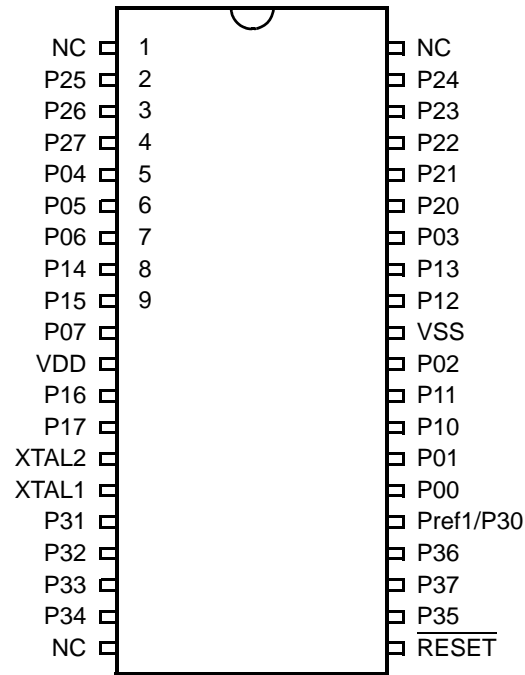 NC 1 NC
P25 2 P24
P26 3 P23
P27 4 P22
P04 5 P21
P05 6 P20
P06 7 P03
P14 8 P13
P15 9 P12
P07 VSS
VDD P02
P16 P11
P17 P10
XTAL2 P01
XTAL1 P00
P31 Pref1/P30
P32 P36
P33 P37
P34 P35
NC RESET